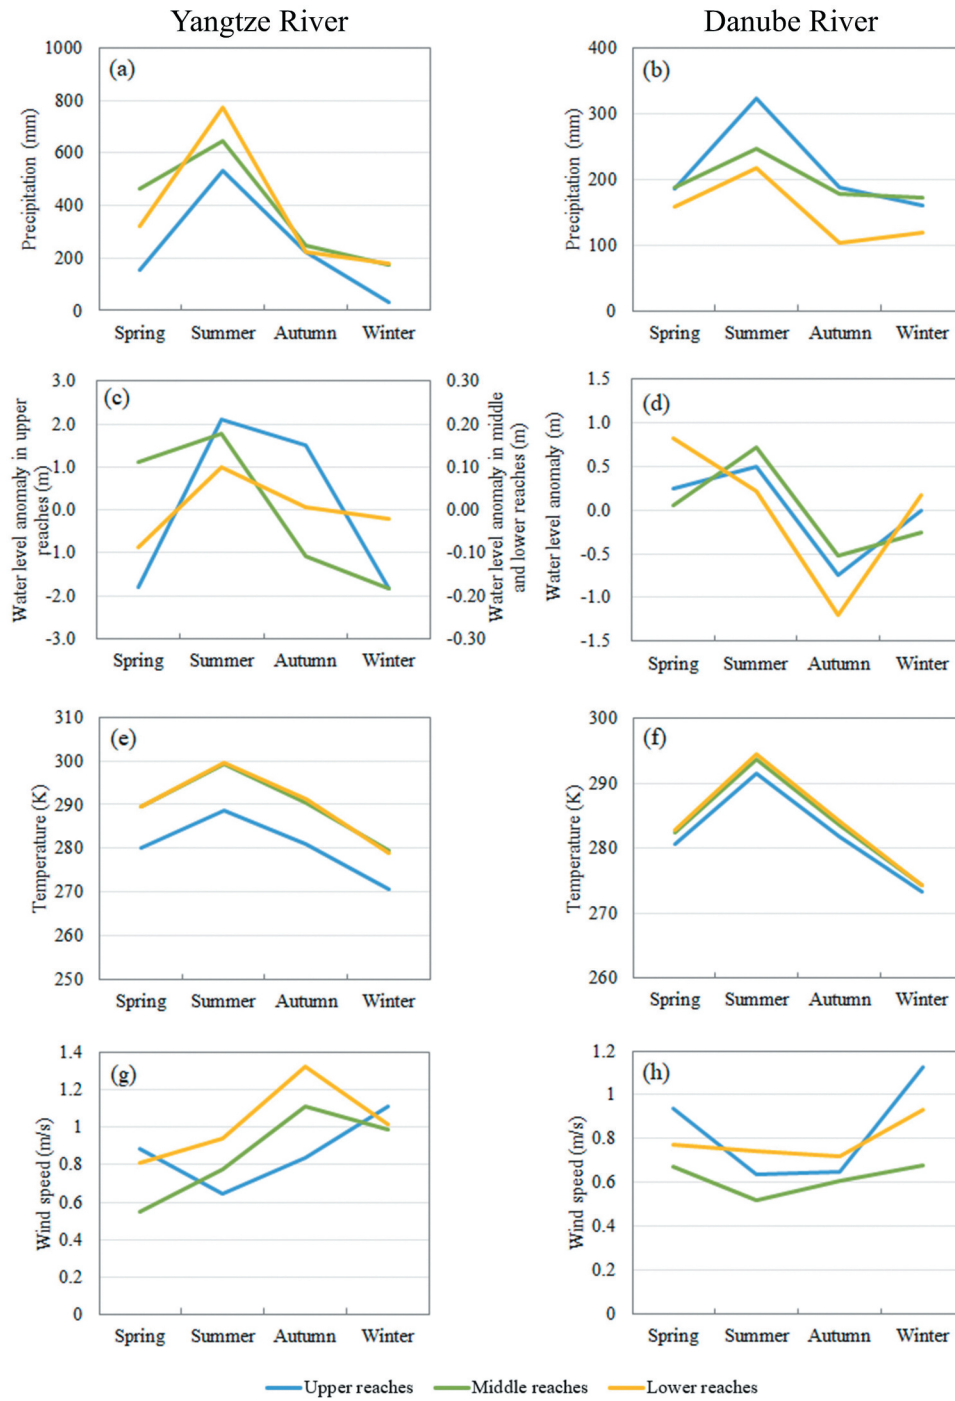 Yangtze River
Danube River
(a)
Precipitation (mm)
1000
800
600
400
200
0
Spring Summer Autumn Winter
(b)
Precipitation (mm)
400
300
200
100
0
Spring Summer Autumn Winter
(c)
Water level anomaly in upper
reaches (m)
3.0
2.0
1.0
0.0
-1.0
-2.0
-3.0
Spring Summer Autumn Winter
0.30
0.20
0.10
0.00
-0.10
-0.20
-0.30
Water level anomaly in middle
and lower reaches (m)
(d)
Water level anomaly (m)
1.5
1.0
0.5
0.0
-0.5
-1.0
-1.5
Spring Summer Autumn Winter
(e)
Temperature (K)
310
300
290
280
270
260
250
Spring Summer Autumn Winter
(f)
Temperature (K)
300
290
280
270
260
Spring Summer Autumn Winter
(g)
Wind speed (m/s)
1.4
1.2
1
0.8
0.6
0.4
0.2
0
Spring Summer Autumn Winter
(h)
Wind speed (m/s)
1.2
1
0.8
0.6
0.4
0.2
0
Spring Summer Autumn Winter
Upper reaches Middle reaches Lower reaches